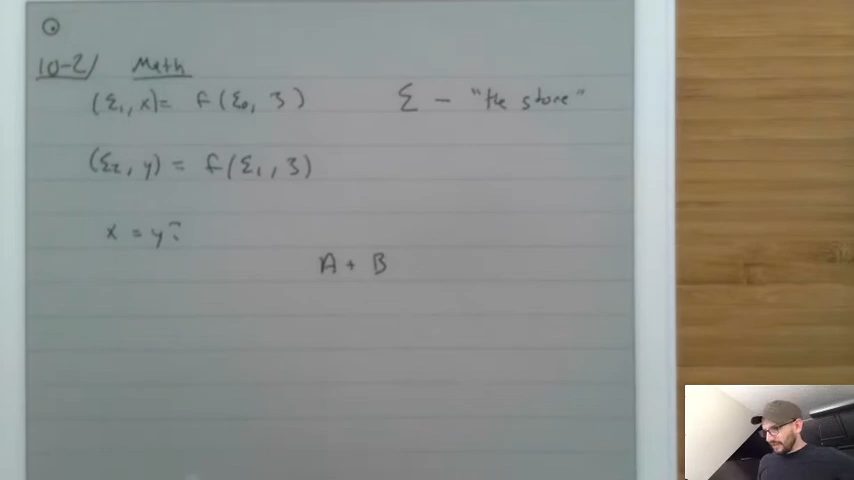 10-2/ Math
(Σ₁, x) = f(Σ₀, 3) Σ - "the store"
(Σ₂, y) = f(Σ₁, 3)
x = y?
A + B